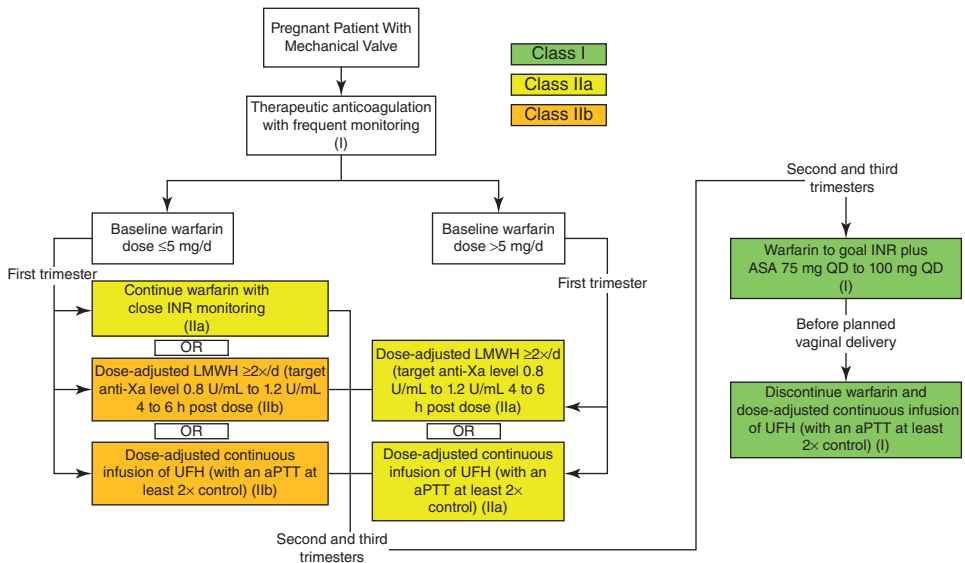 Pregnant Patient With
Mechanical Valve
Class I
Class IIa
Class IIb
Therapeutic anticoagulation
with frequent monitoring
(I)
Second and third
trimesters
Baseline warfarin
dose ≤5 mg/d
Baseline warfarin
dose >5 mg/d
First trimester
First trimester
Continue warfarin with
close INR monitoring
(IIa)
OR
Dose-adjusted LMWH ≥2×/d
(target anti-Xa level 0.8
U/mL to 1.2 U/mL
4 to 6 h post dose (IIb)
OR
Dose-adjusted continuous
infusion of UFH (with an aPTT at
least 2× control) (IIb)
Dose-adjusted LMWH ≥2×/d
(target anti-Xa level 0.8
U/mL to 1.2 U/mL 4 to 6
h post dose (IIa)
OR
Dose-adjusted continuous
infusion of UFH (with an
aPTT at least 2×
control) (IIa)
Second and third
trimesters
Warfarin to goal INR plus
ASA 75 mg QD to 100 mg QD
(I)
Before planned
vaginal delivery
Discontinue warfarin and
dose-adjusted continuous infusion
of UFH (with an aPTT at least
2× control) (I)